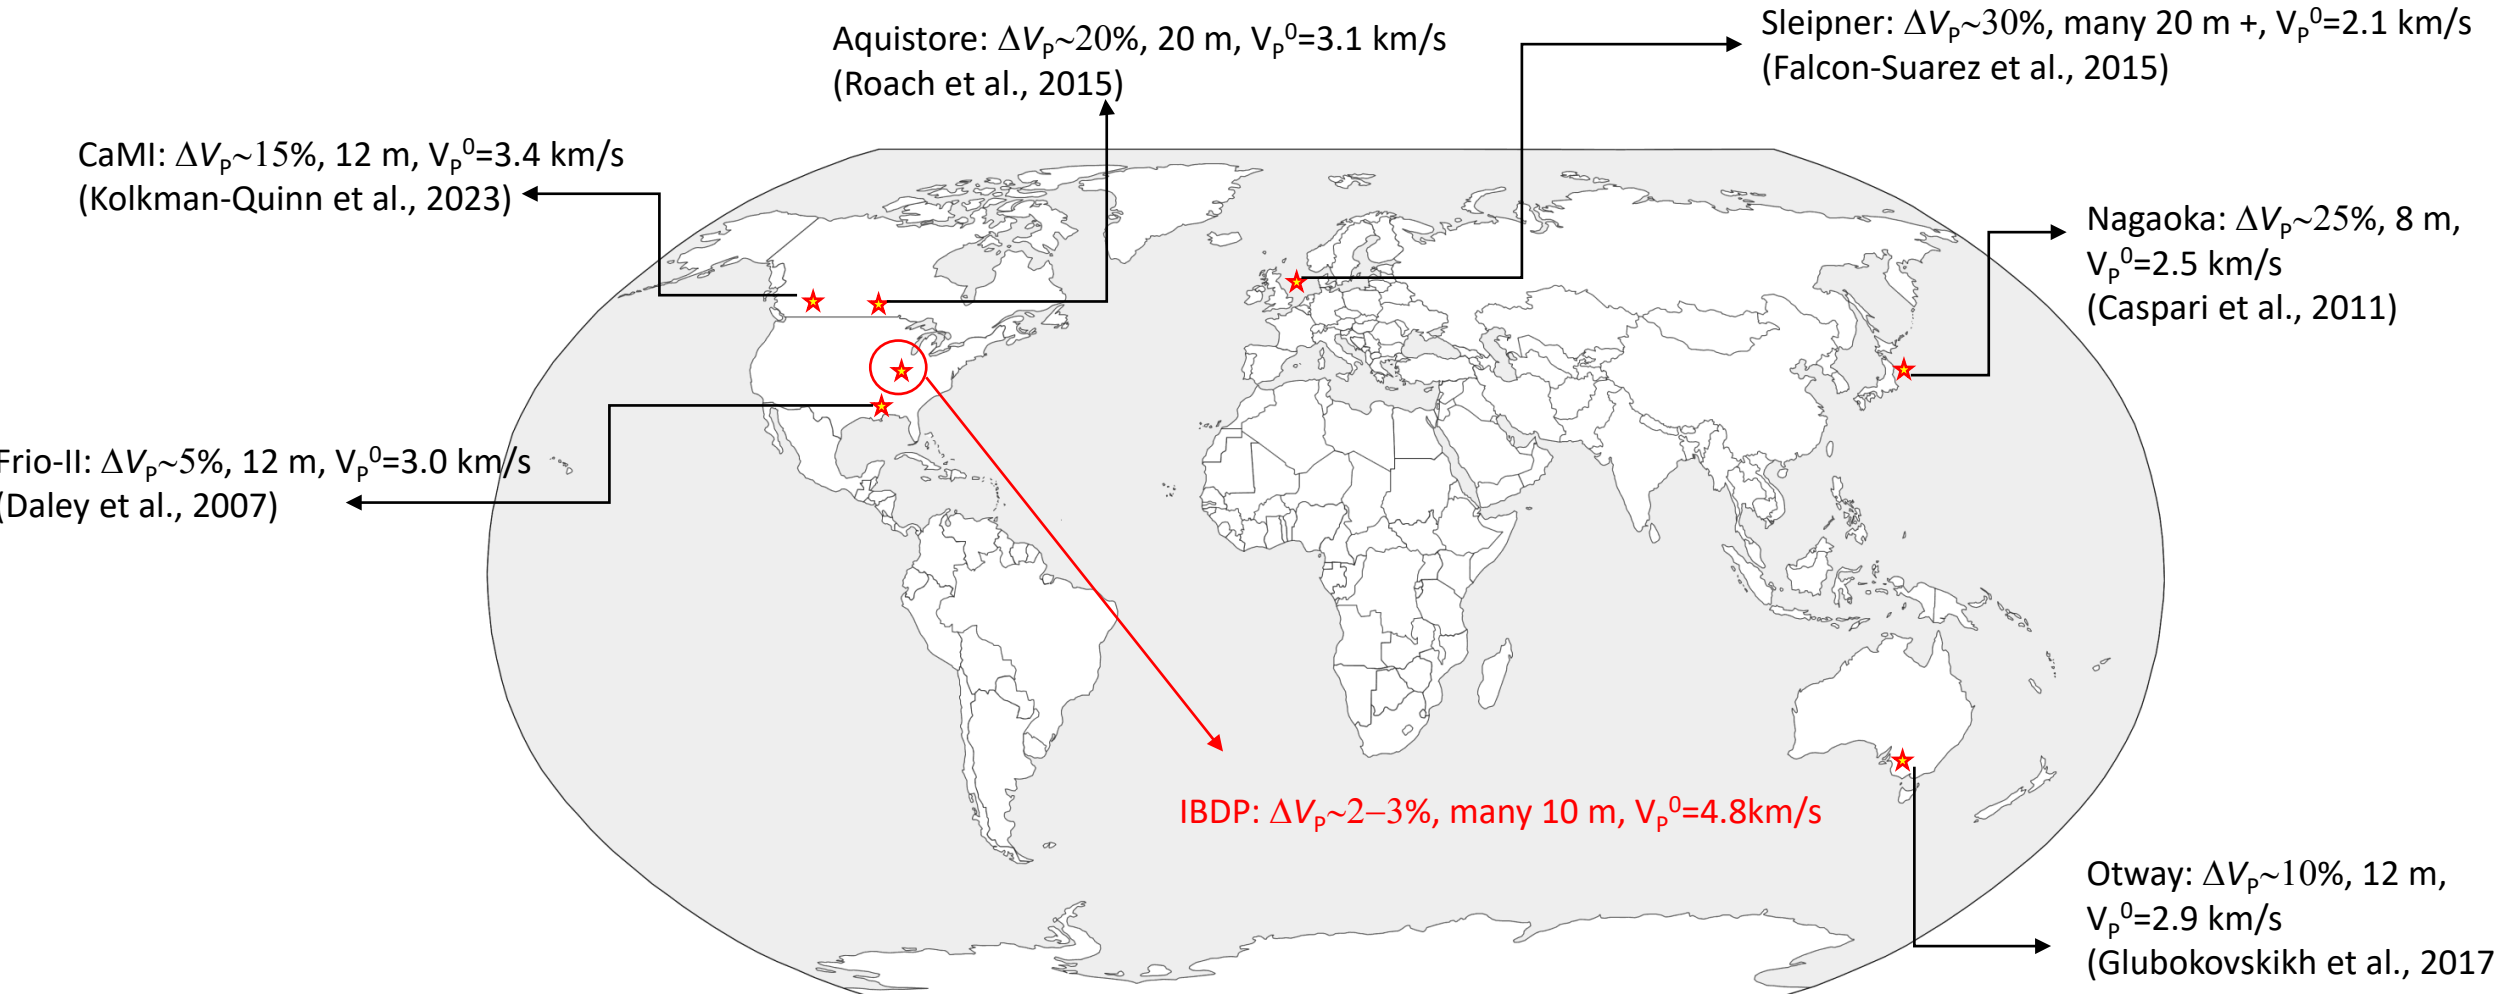 Aquistore: ΔVP~20%, 20 m, VP0=3.1 km/s
(Roach et al., 2015)
Sleipner: ΔVP~30%, many 20 m +, VP0=2.1 km/s
(Falcon-Suarez et al., 2015)
CaMI: ΔVP~15%, 12 m, VP0=3.4 km/s
(Kolkman-Quinn et al., 2023)
Nagaoka: ΔVP~25%, 8 m,
VP0=2.5 km/s
(Caspari et al., 2011)
Frio-II: ΔVP~5%, 12 m, VP0=3.0 km/s
(Daley et al., 2007)
IBDP: ΔVP~2–3%, many 10 m, VP0=4.8km/s
Otway: ΔVP~10%, 12 m,
VP0=2.9 km/s
(Glubokovskikh et al., 2017